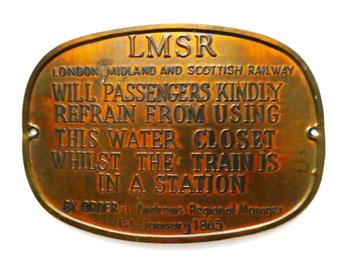 LMSR
LONDON, MIDLAND AND SCOTTISH RAILWAY
WILL PASSENGERS KINDLY
REFRAIN FROM USING
THIS WATER CLOSET
WHILST THE TRAIN IS
IN A STATION
BY ORDER - J. Andrews, Regional Manager
1st January 1865